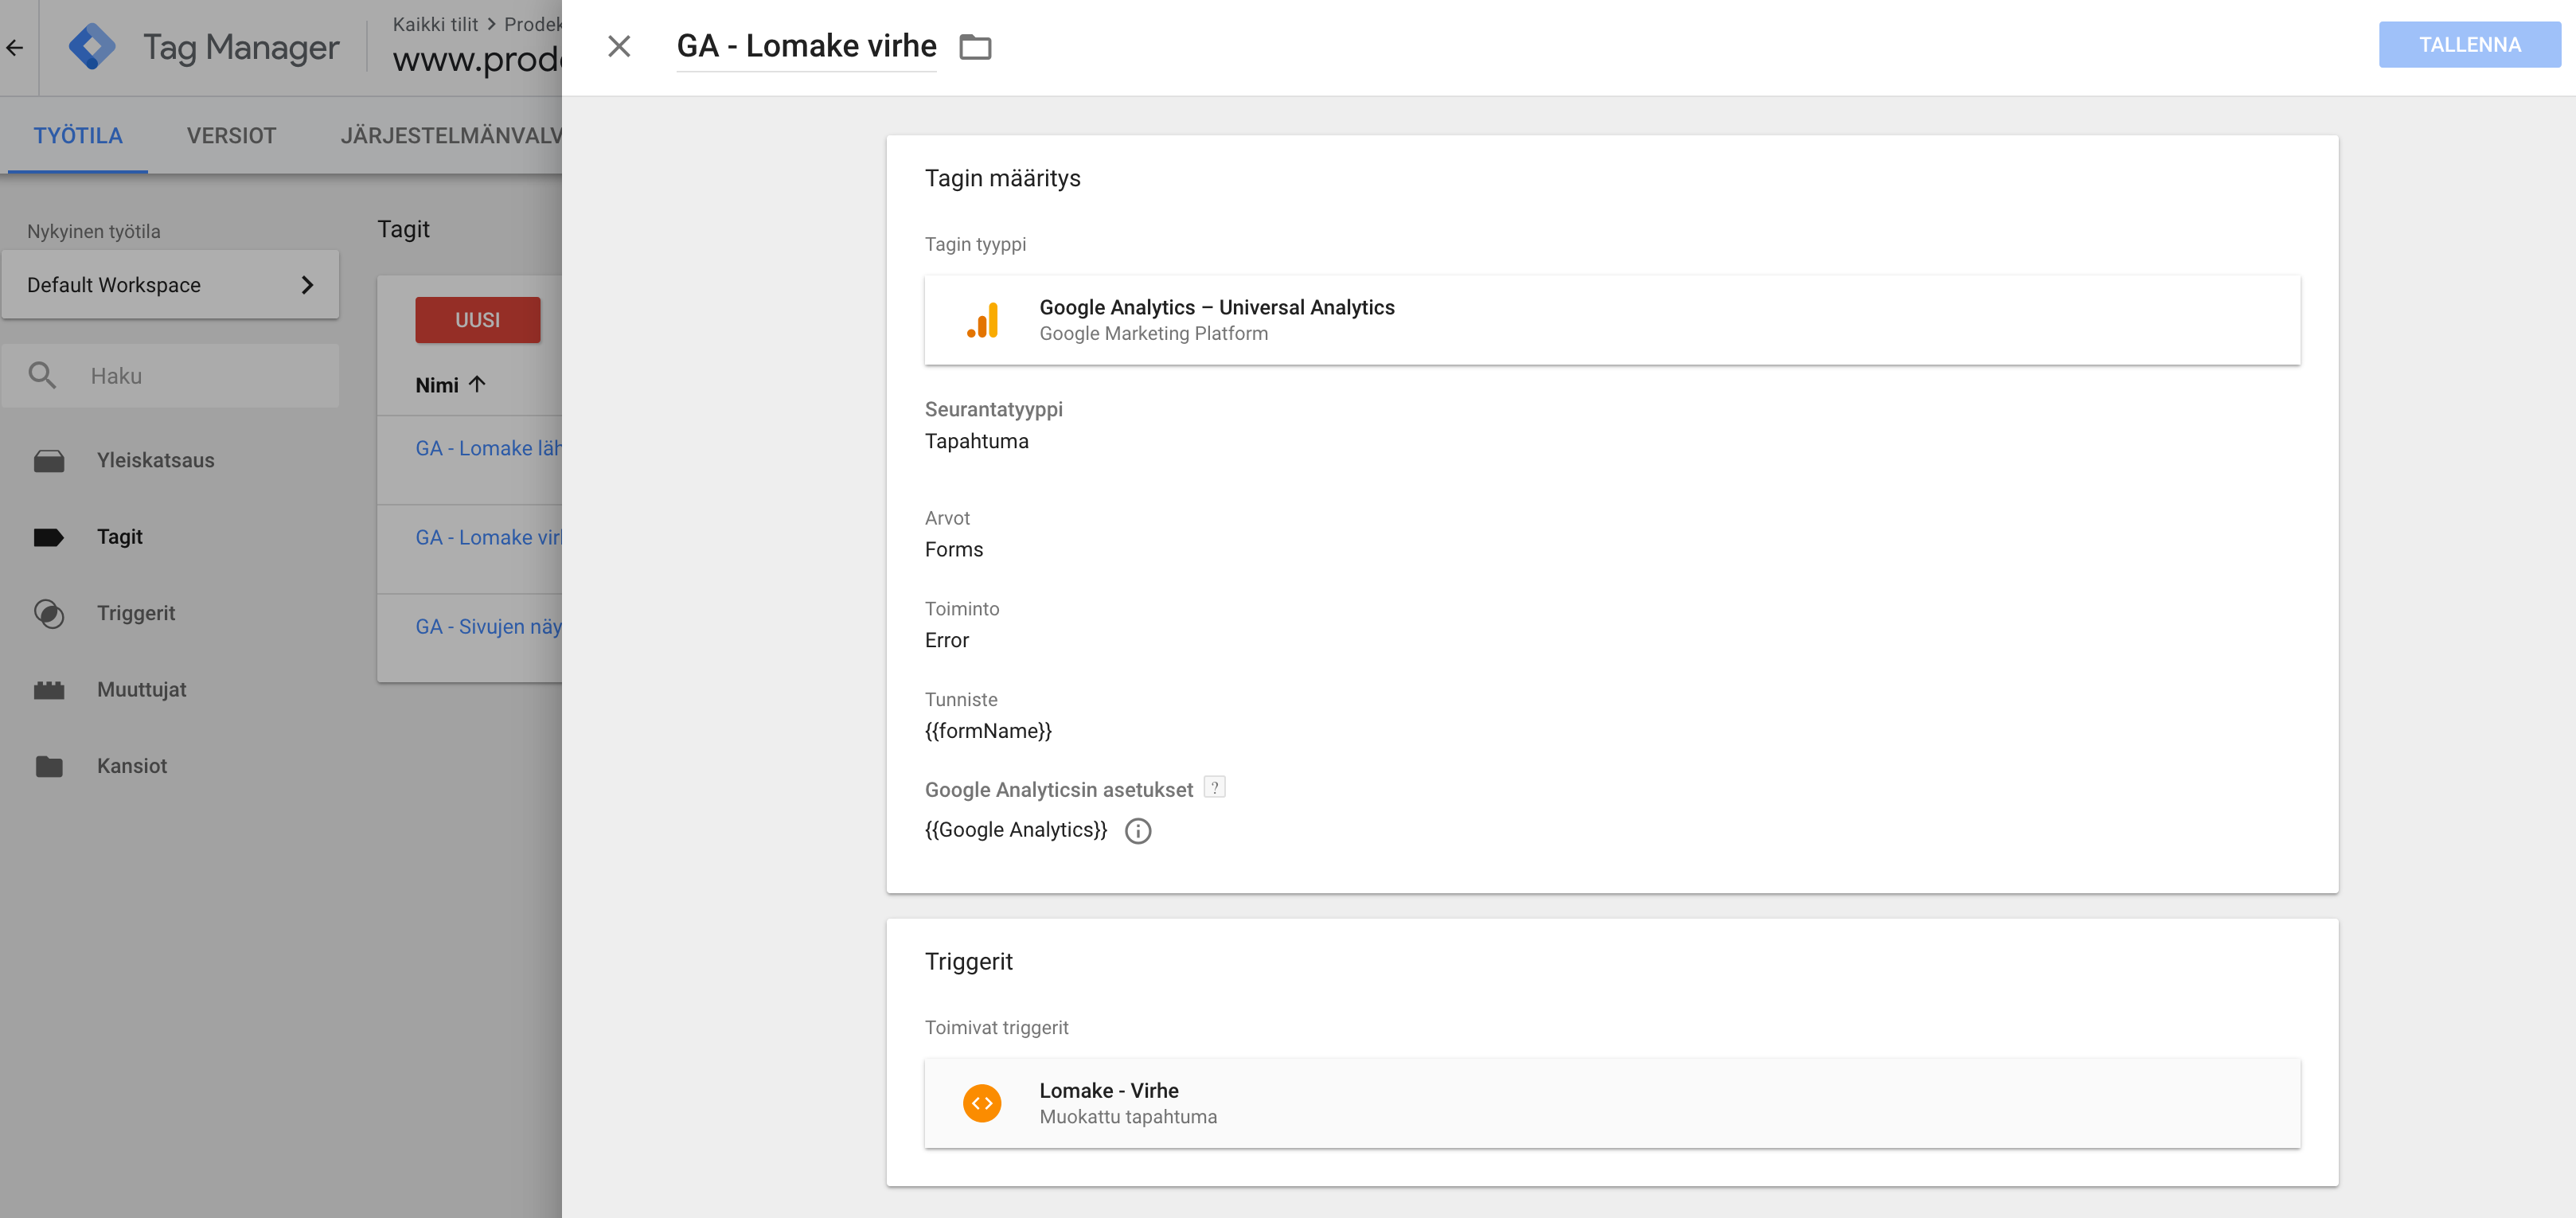 Tag Manager
Kaikki tilit > Prodek
www.prode
TYÖTILA
VERSIOT
JÄRJESTELMÄNVALV
Nykyinen työtila
Default Workspace
Haku
Yleiskatsaus
Tagit
Triggerit
Muuttujat
Kansiot
Tagit
UUSI
Nimi
GA - Lomake läh
GA - Lomake vir
GA - Sivujen näy
GA - Lomake virhe
TALLENNA
Tagin määritys
Tagin tyyppi
Google Analytics – Universal Analytics
Google Marketing Platform
Seurantatyyppi
Tapahtuma
Arvot
Forms
Toiminto
Error
Tunniste
{{formName}}
Google Analyticsin asetukset ?
{{Google Analytics}}
Triggerit
Toimivat triggerit
Lomake - Virhe
Muokattu tapahtuma